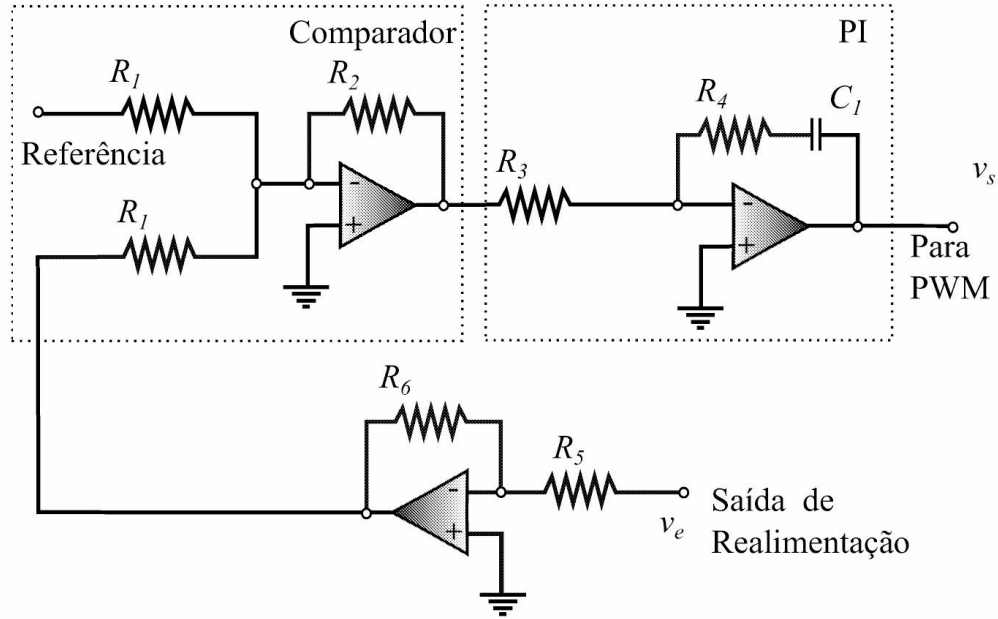 Comparador
PI
R1
R2
R4
C1
Referência
R3
vs
R1
Para
PWM
R6
R5
ve
Saída de
Realimentação
-
+
-
+
-
+